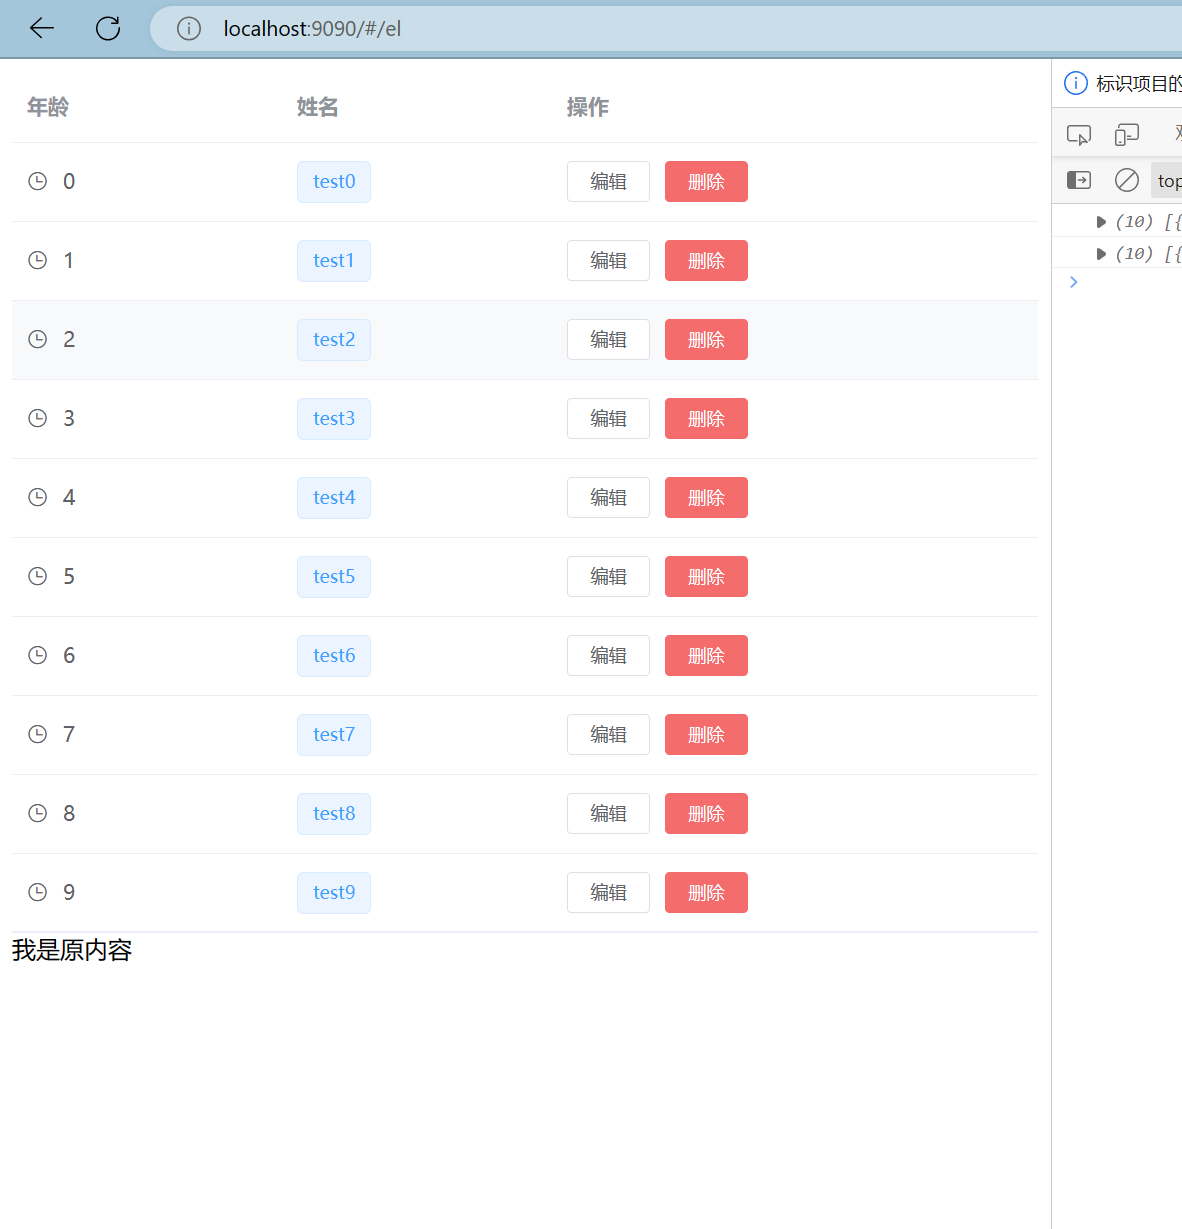 localhost:9090/#/el
标识项目的
年龄 姓名 操作
top
0 test0 编辑 删除
(10) [{
1 test1 编辑 删除
(10) [{
2 test2 编辑 删除
3 test3 编辑 删除
4 test4 编辑 删除
5 test5 编辑 删除
6 test6 编辑 删除
7 test7 编辑 删除
8 test8 编辑 删除
9 test9 编辑 删除
我是原内容